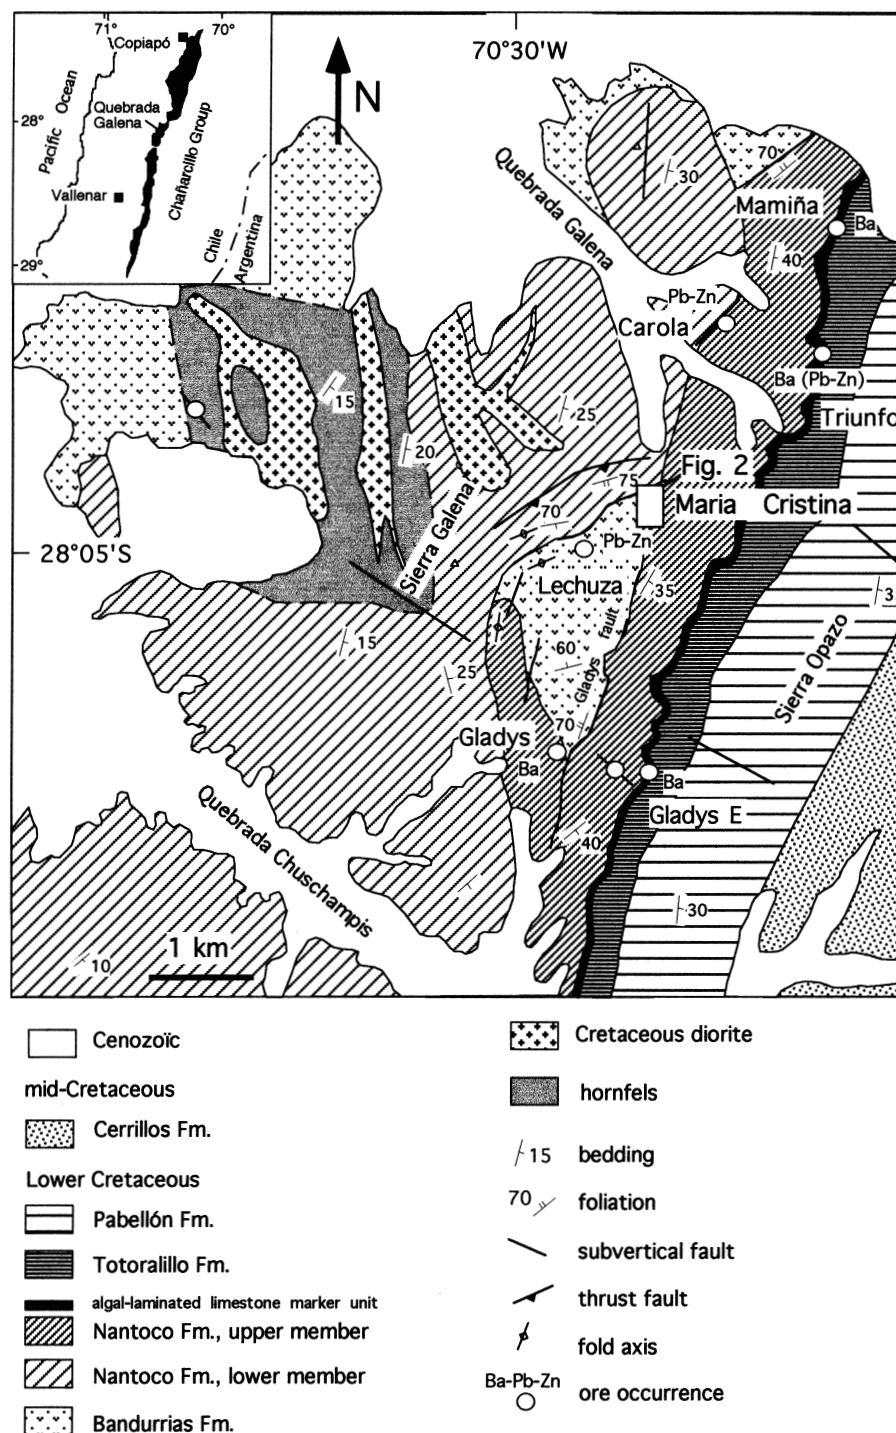 71°
70°
Copiapó
Pacific Ocean
28°
Quebrada
Galena
Chañarcillo Group
Vallenar
Chile
Argentina
29°
N
70°30'W
Quebrada Galena
30
70
Mamiña
Ba
40
Pb-Zn
Carola
Ba (Pb-Zn)
Triunfo
15
25
20
Fig. 2
75
Maria Cristina
70
28°05'S
Sierra Galena
Pb-Zn
Lechuza
35
3
15
60
Gladys fault
Sierra Opazo
25
70
Gladys
Ba
Ba
Gladys E
Quebrada Chuschampis
40
30
10
1 km
Cenozoïc
mid-Cretaceous
Cerrillos Fm.
Lower Cretaceous
Pabellón Fm.
Totoralillo Fm.
algal-laminated limestone marker unit
Nantoco Fm., upper member
Nantoco Fm., lower member
Bandurrias Fm.
Cretaceous diorite
hornfels
15 bedding
70 foliation
subvertical fault
thrust fault
fold axis
Ba-Pb-Zn
ore occurrence